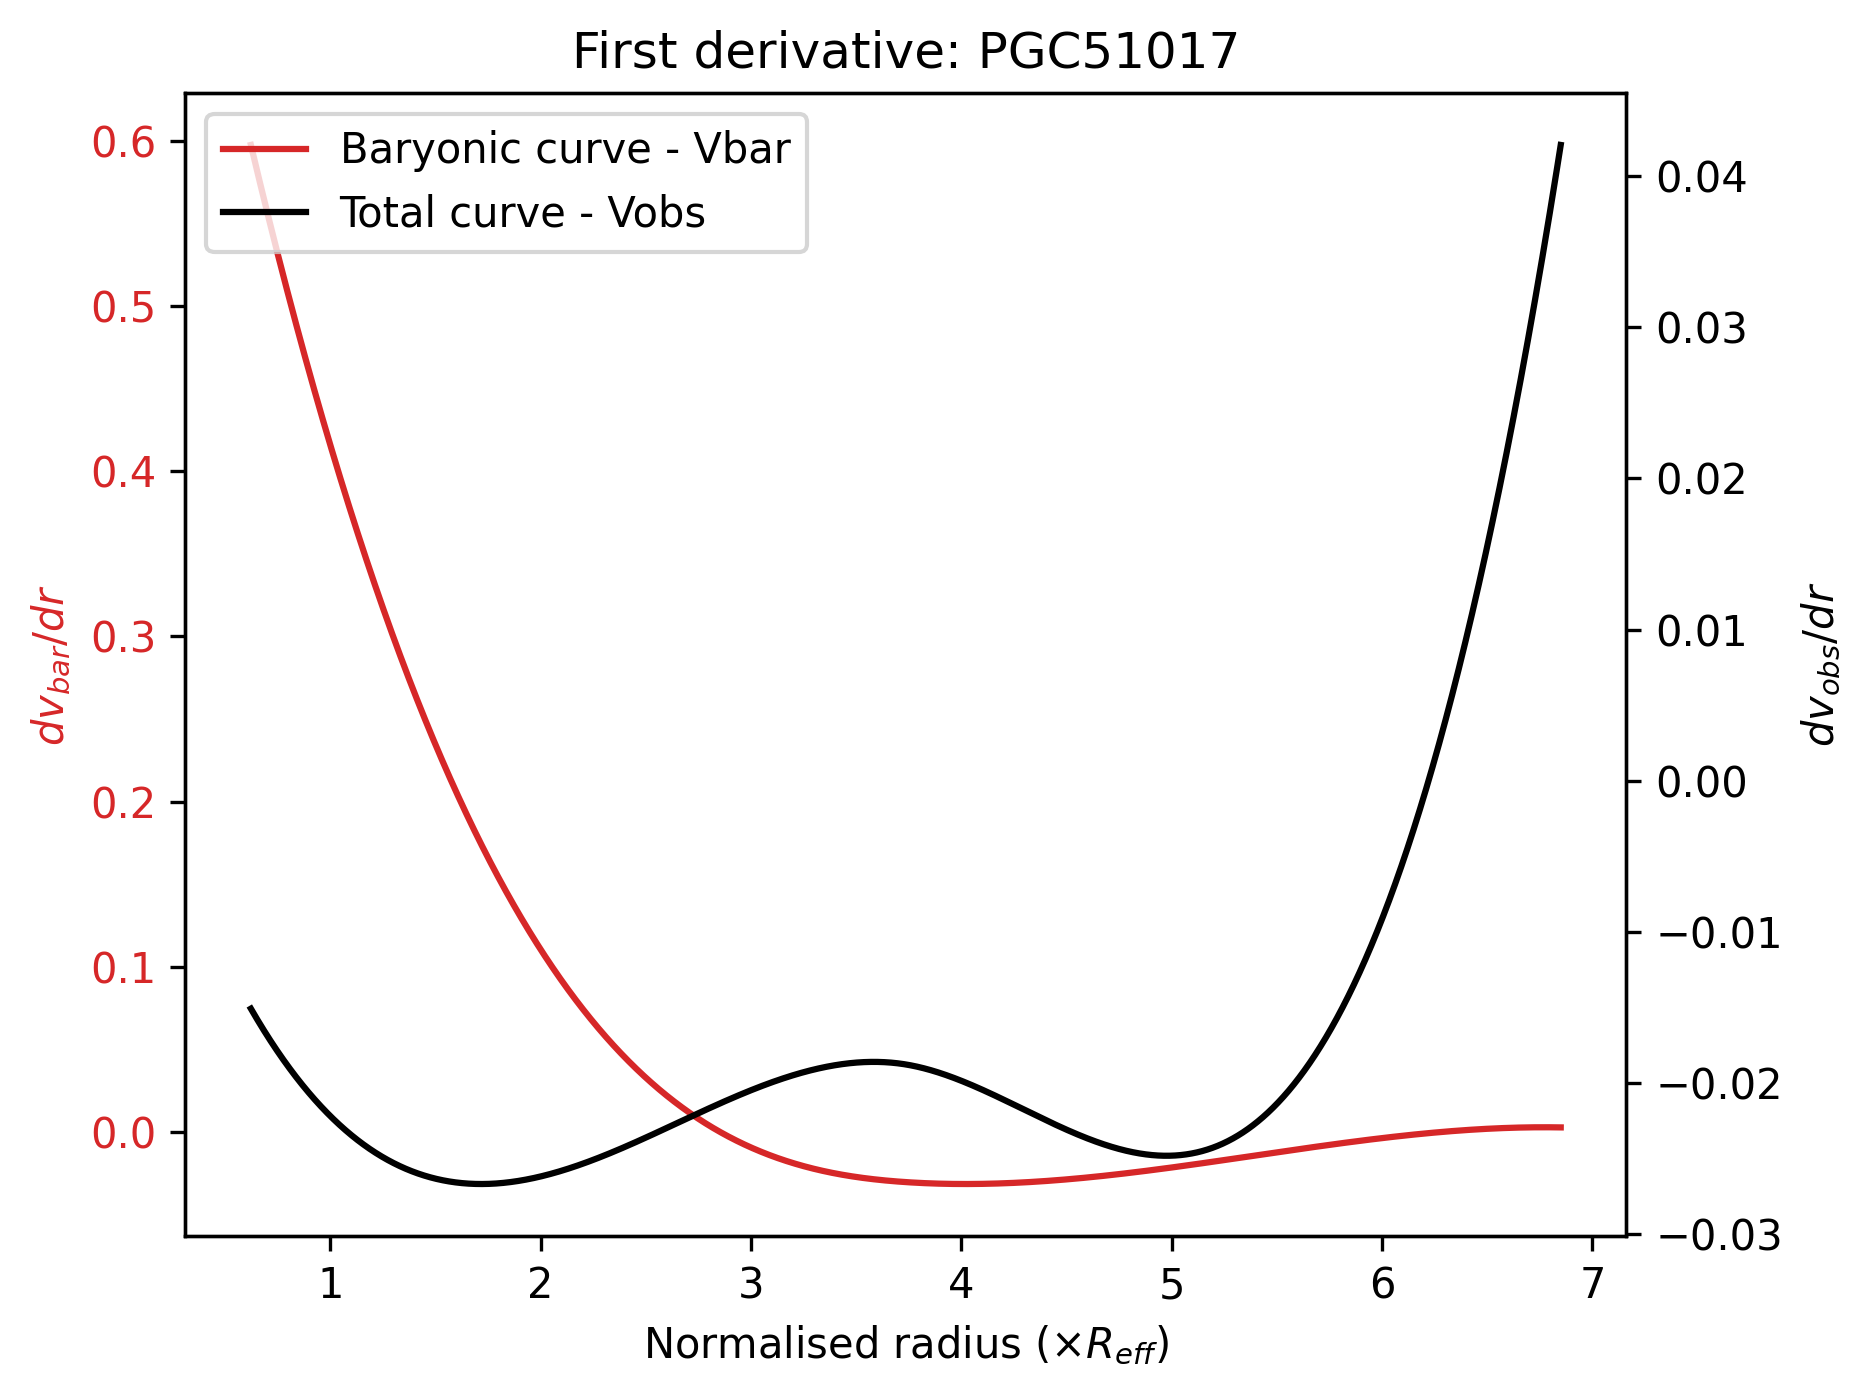 First derivative: PGC51017
Baryonic curve - Vbar
Total curve - Vobs
0.6
0.5
0.4
0.3
0.2
0.1
0.0
dv_bar/dr
0.04
0.03
0.02
0.01
0.00
−0.01
−0.02
−0.03
dv_obs/dr
1 2 3 4 5 6 7
Normalised radius (×R_eff)